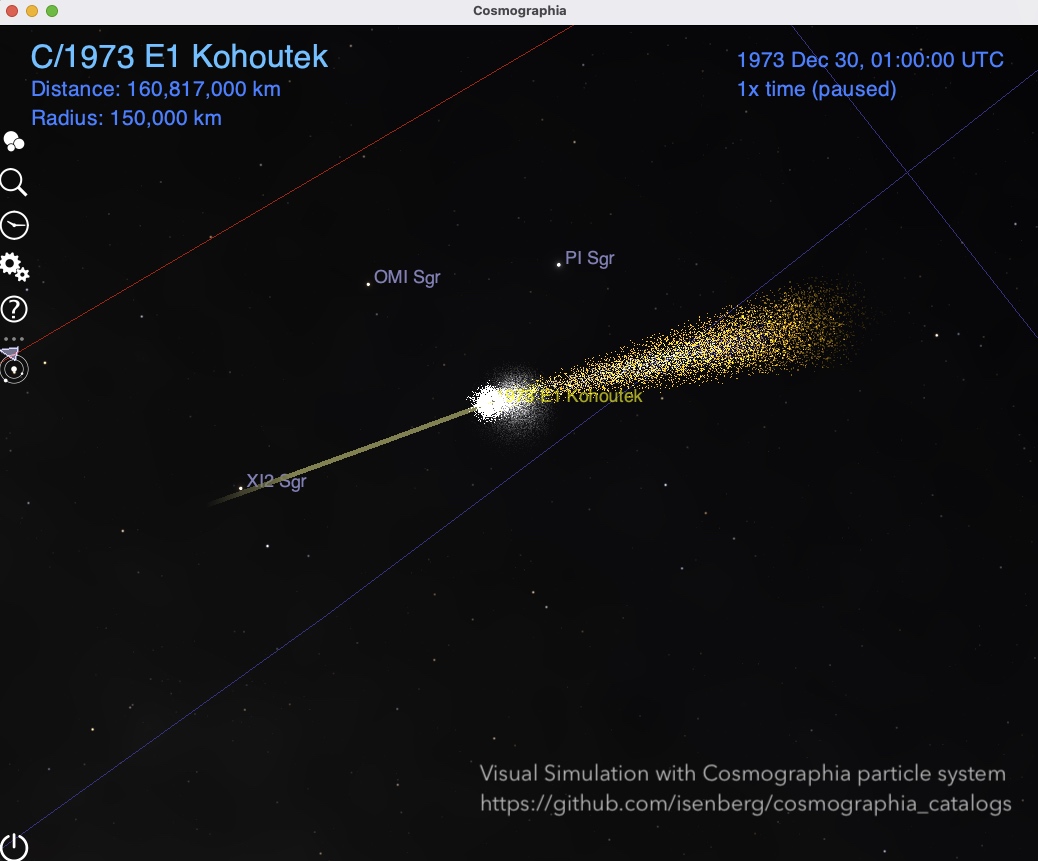 Cosmographia
C/1973 E1 Kohoutek
Distance: 160,817,000 km
Radius: 150,000 km
1973 Dec 30, 01:00:00 UTC
1x time (paused)
PI Sgr
OMI Sgr
E1 Kohoutek
XI2 Sgr
Visual Simulation with Cosmographia particle system
https://github.com/isenberg/cosmographia_catalogs